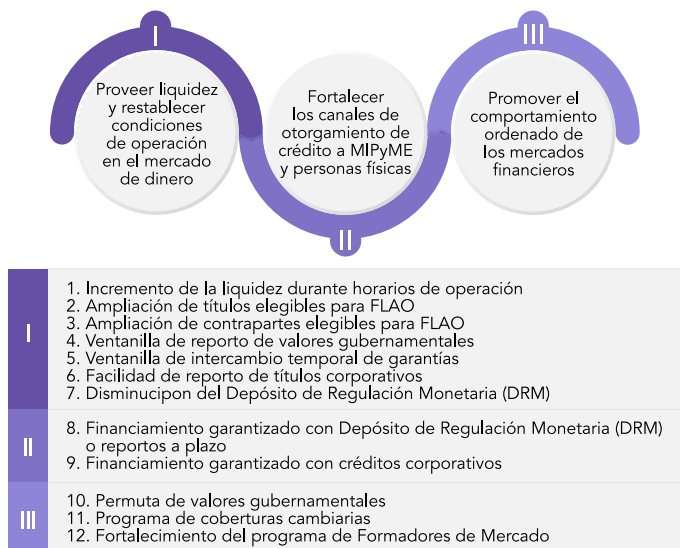 I
III
Proveer liquidez
y restablecer
condiciones
de operación
en el mercado
de dinero
Fortalecer
los canales de
otorgamiento de
crédito a MIPyME
y personas físicas
Promover el
comportamiento
ordenado de
los mercados
financieros
II
I
1. Incremento de la liquidez durante horarios de operación
2. Ampliación de títulos elegibles para FLAO
3. Ampliación de contrapartes elegibles para FLAO
4. Ventanilla de reporto de valores gubernamentales
5. Ventanilla de intercambio temporal de garantías
6. Facilidad de reporto de títulos corporativos
7. Disminucipon del Depósito de Regulación Monetaria (DRM)
II
8. Financiamiento garantizado con Depósito de Regulación Monetaria (DRM)
o reportos a plazo
9. Financiamiento garantizado con créditos corporativos
III
10. Permuta de valores gubernamentales
11. Programa de coberturas cambiarias
12. Fortalecimiento del programa de Formadores de Mercado